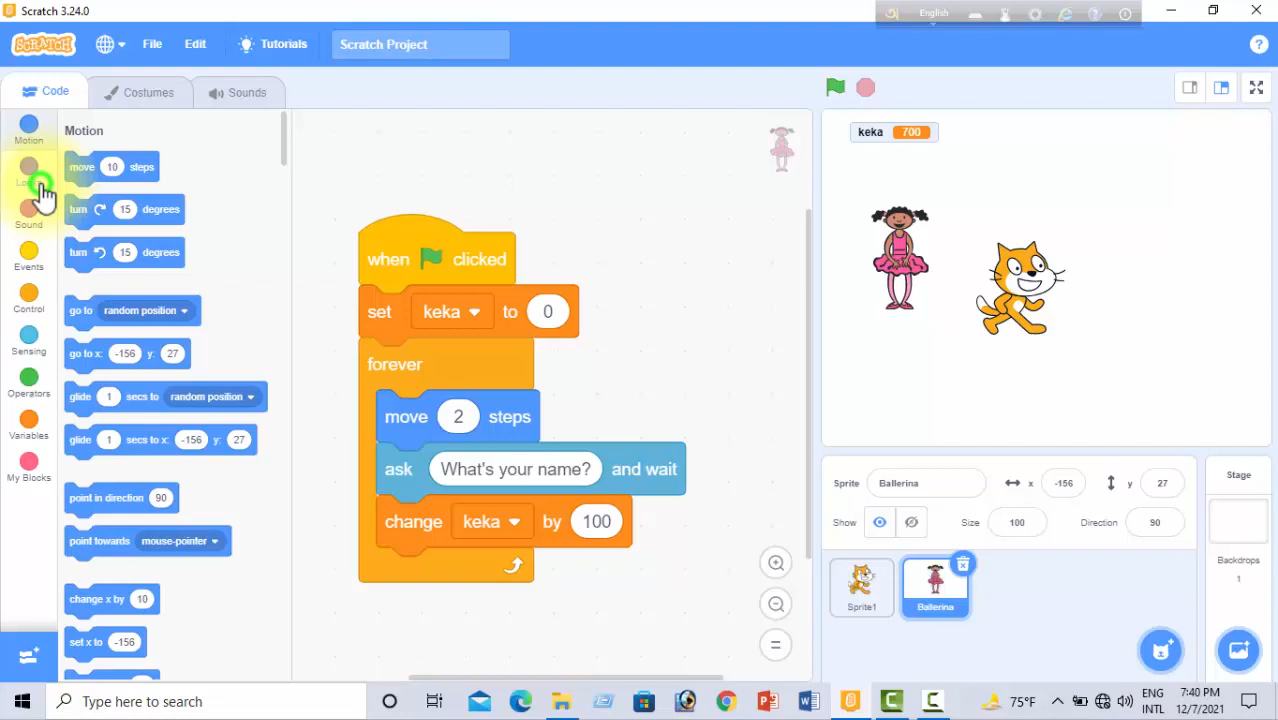 Scratch 3.24.0
English
SCRATCH File Edit Tutorials Scratch Project
Code Costumes Sounds
Motion
Looks
Sound
Events
Control
Sensing
Operators
Variables
My Blocks
Motion
move 10 steps
turn 15 degrees
turn 15 degrees
go to random position
go to x: -156 y: 27
glide 1 secs to random position
glide 1 secs to x: -156 y: 27
point in direction 90
point towards mouse-pointer
change x by 10
set x to -156
when clicked
set keka to 0
forever
move 2 steps
ask What's your name? and wait
change keka by 100
keka 700
Sprite Ballerina x -156 y 27
Show Size 100 Direction 90
Sprite1
Ballerina
Stage
Backdrops
1
Type here to search
75°F
ENG 7:40 PM
INTL 12/7/2021